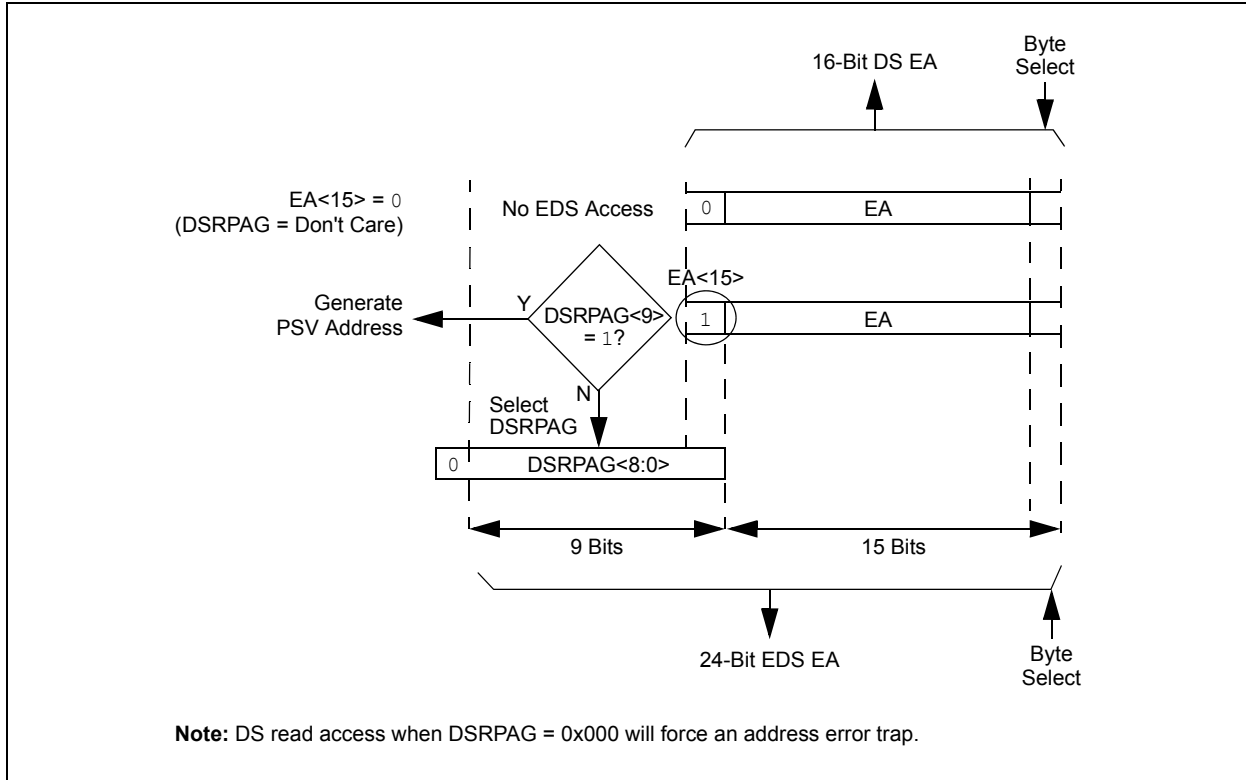 16-Bit DS EA
Byte
Select
EA<15> = 0
(DSRPAG = Don't Care)
No EDS Access
0
EA
EA<15>
Generate
PSV Address
Y
DSRPAG<9>
= 1?
1
EA
N
Select
DSRPAG
0
DSRPAG<8:0>
9 Bits
15 Bits
24-Bit EDS EA
Byte
Select
Note: DS read access when DSRPAG = 0x000 will force an address error trap.